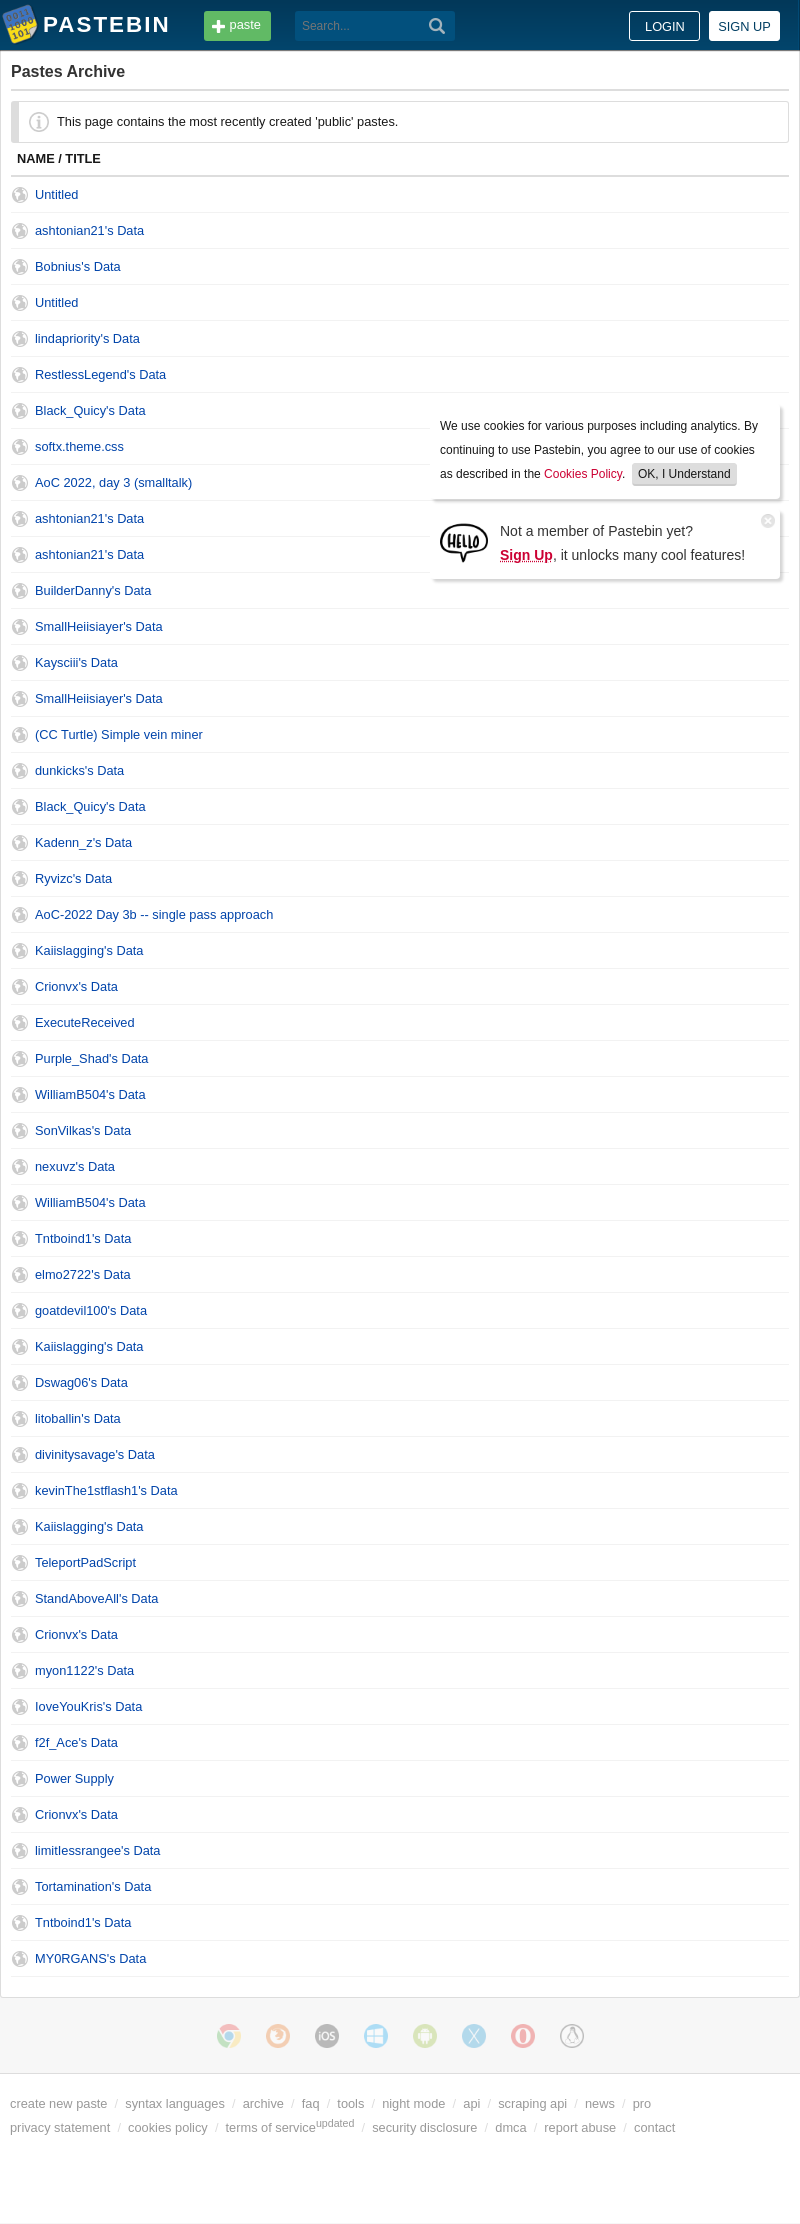 PASTEBIN
paste
Search...
LOGIN
SIGN UP
Pastes Archive
This page contains the most recently created 'public' pastes.
NAME / TITLE
Untitled
ashtonian21's Data
Bobnius's Data
Untitled
lindapriority's Data
RestlessLegend's Data
Black_Quicy's Data
softx.theme.css
AoC 2022, day 3 (smalltalk)
ashtonian21's Data
ashtonian21's Data
We use cookies for various purposes including analytics. By
continuing to use Pastebin, you agree to our use of cookies
as described in the Cookies Policy. OK, I Understand
HELLO
Not a member of Pastebin yet?
Sign Up, it unlocks many cool features!
BuilderDanny's Data
SmallHeiisiayer's Data
Kaysciii's Data
SmallHeiisiayer's Data
(CC Turtle) Simple vein miner
dunkicks's Data
Black_Quicy's Data
Kadenn_z's Data
Ryvizc's Data
AoC-2022 Day 3b -- single pass approach
Kaiislagging's Data
Crionvx's Data
ExecuteReceived
Purple_Shad's Data
WilliamB504's Data
SonVilkas's Data
nexuvz's Data
WilliamB504's Data
Tntboind1's Data
elmo2722's Data
goatdevil100's Data
Kaiislagging's Data
Dswag06's Data
litoballin's Data
divinitysavage's Data
kevinThe1stflash1's Data
Kaiislagging's Data
TeleportPadScript
StandAboveAll's Data
Crionvx's Data
myon1122's Data
IoveYouKris's Data
f2f_Ace's Data
Power Supply
Crionvx's Data
limitIessrangee's Data
Tortamination's Data
Tntboind1's Data
MY0RGANS's Data
iOS
create new paste / syntax languages / archive / faq / tools / night mode / api / scraping api / news / pro
privacy statement / cookies policy / terms of service updated / security disclosure / dmca / report abuse / contact